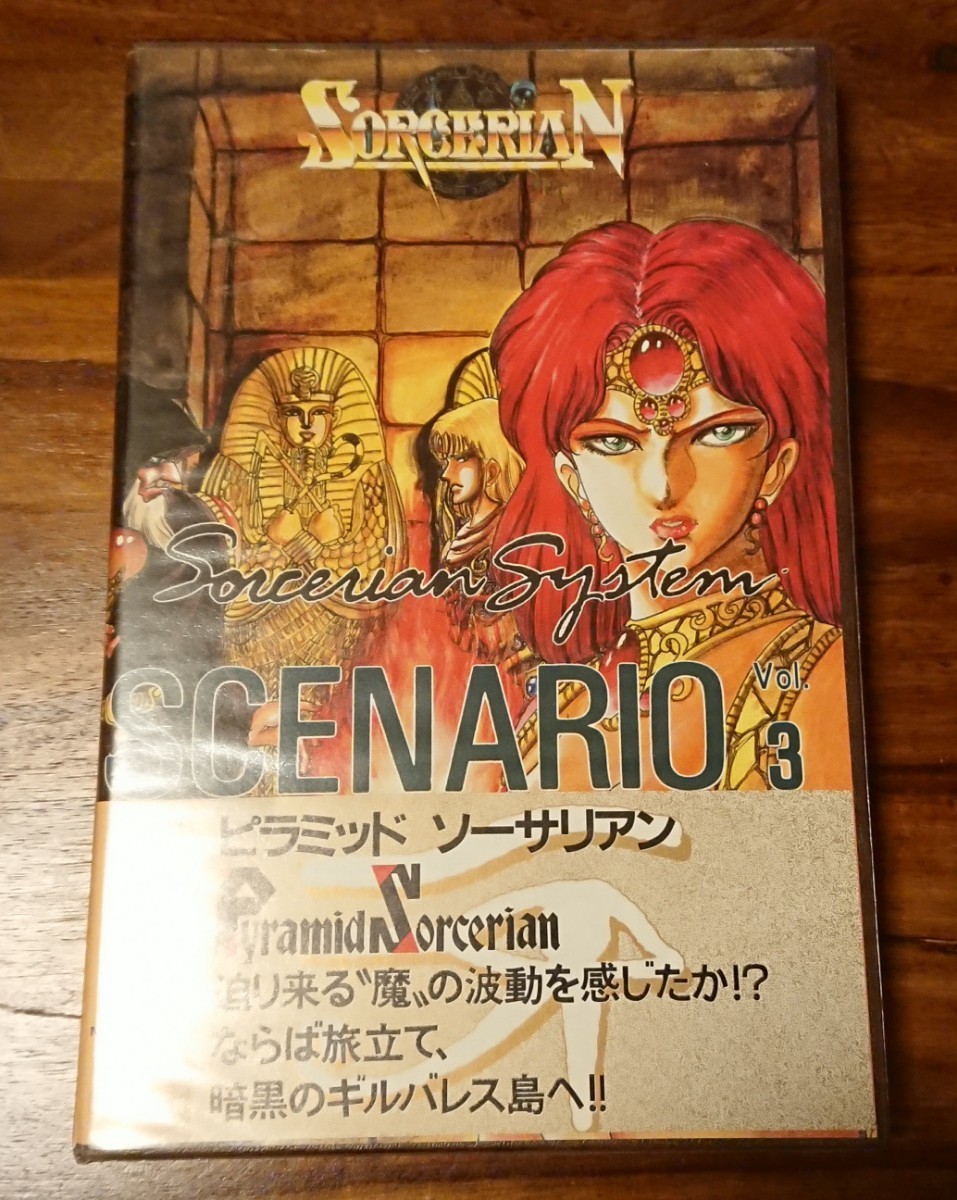 SORCERIAN
Sorcerian System
SCENARIO Vol. 3
ピラミッド ソーサリアン
Pyramid Sorcerian
迫り来る〝魔〟の波動を感じたか!?
ならば旅立て、
暗黒のギルバレス島へ!!